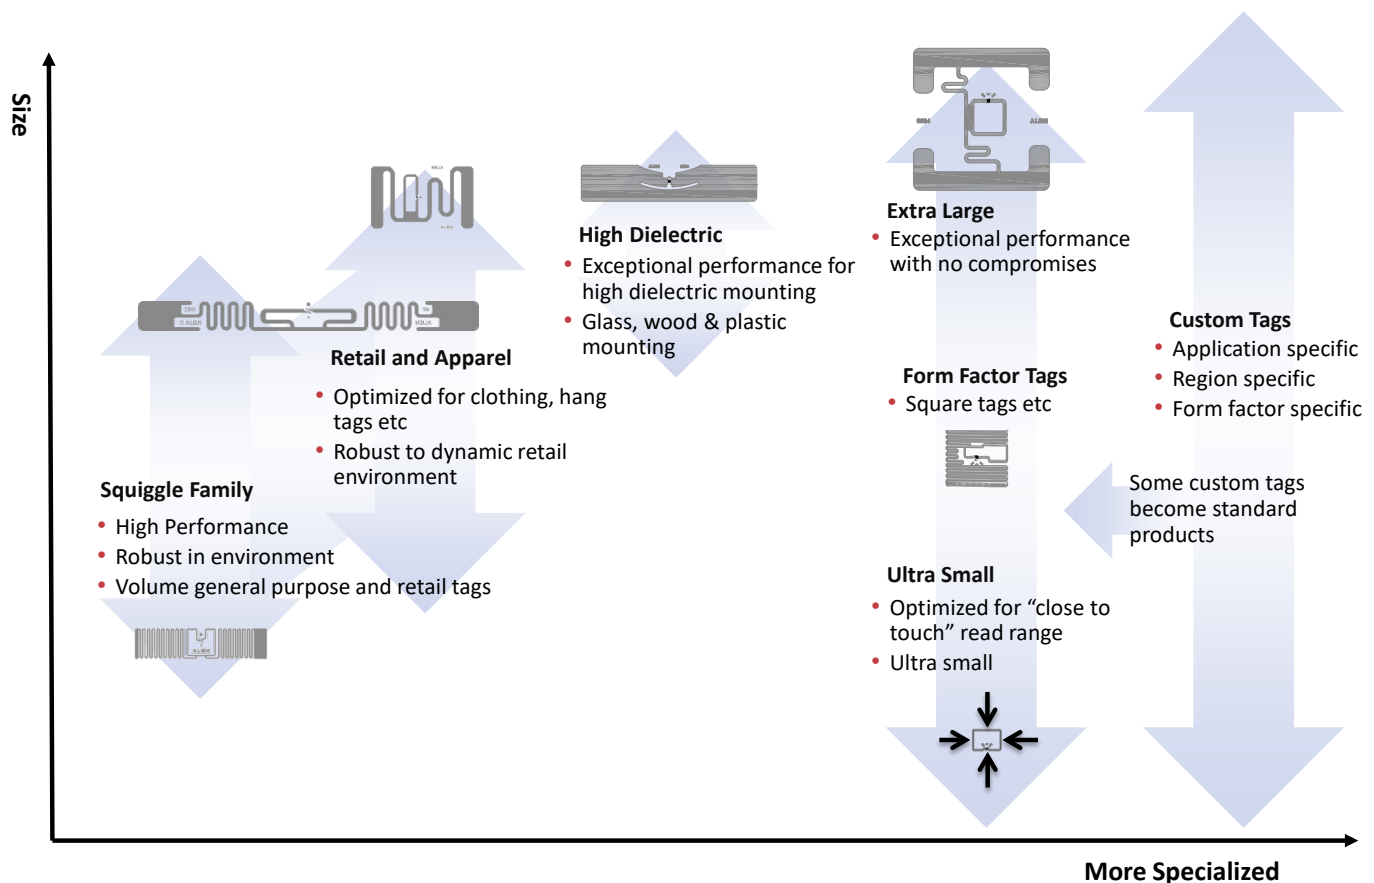 Size
Squiggle Family
• High Performance
• Robust in environment
• Volume general purpose and retail tags
ALIEN
Retail and Apparel
• Optimized for clothing, hang
tags etc
• Robust to dynamic retail
environment
High Dielectric
• Exceptional performance for
high dielectric mounting
• Glass, wood & plastic
mounting
ALIEN
Extra Large
• Exceptional performance
with no compromises
Form Factor Tags
• Square tags etc
Ultra Small
• Optimized for “close to
touch” read range
• Ultra small
Custom Tags
• Application specific
• Region specific
• Form factor specific
Some custom tags
become standard
products
More Specialized